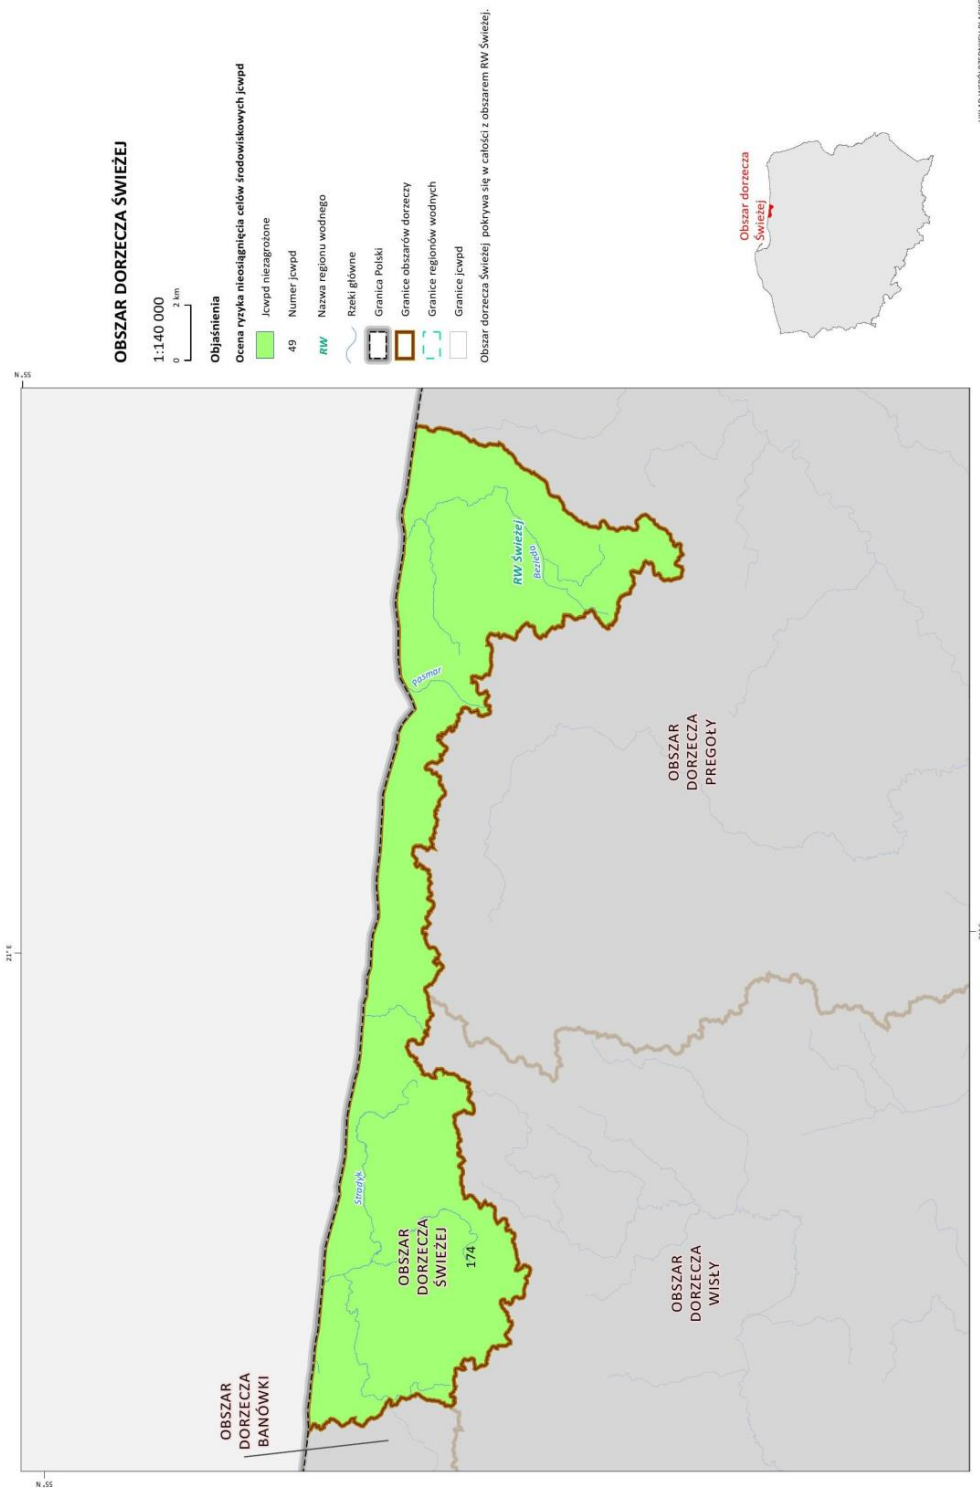 OBSZAR DORZECZA ŚWIEŻEJ
1:140 000
0 2 km
Objaśnienia
Ocena ryzyka nieosiągnięcia celów środowiskowych jcwpd
Jcwpd niezagrożone
49 Numer jcwpd
RW Nazwa regionu wodnego
Rzeki główne
Granica Polski
Granice obszarów dorzeczy
Granice regionów wodnych
Granice jcwpd
Obszar dorzecza Świeżej pokrywa się w całości z obszarem RW Świeżej.
Obszar dorzecza
Świeżej
21° E
N .55
N .55
OBSZAR
DORZECZA
BANÓWKI
Stradyk
OBSZAR
DORZECZA
ŚWIEŻEJ
174
Pasmar
RW Świeżej
Bezleda
OBSZAR
DORZECZA
WISŁY
OBSZAR
DORZECZA
PREGOŁY